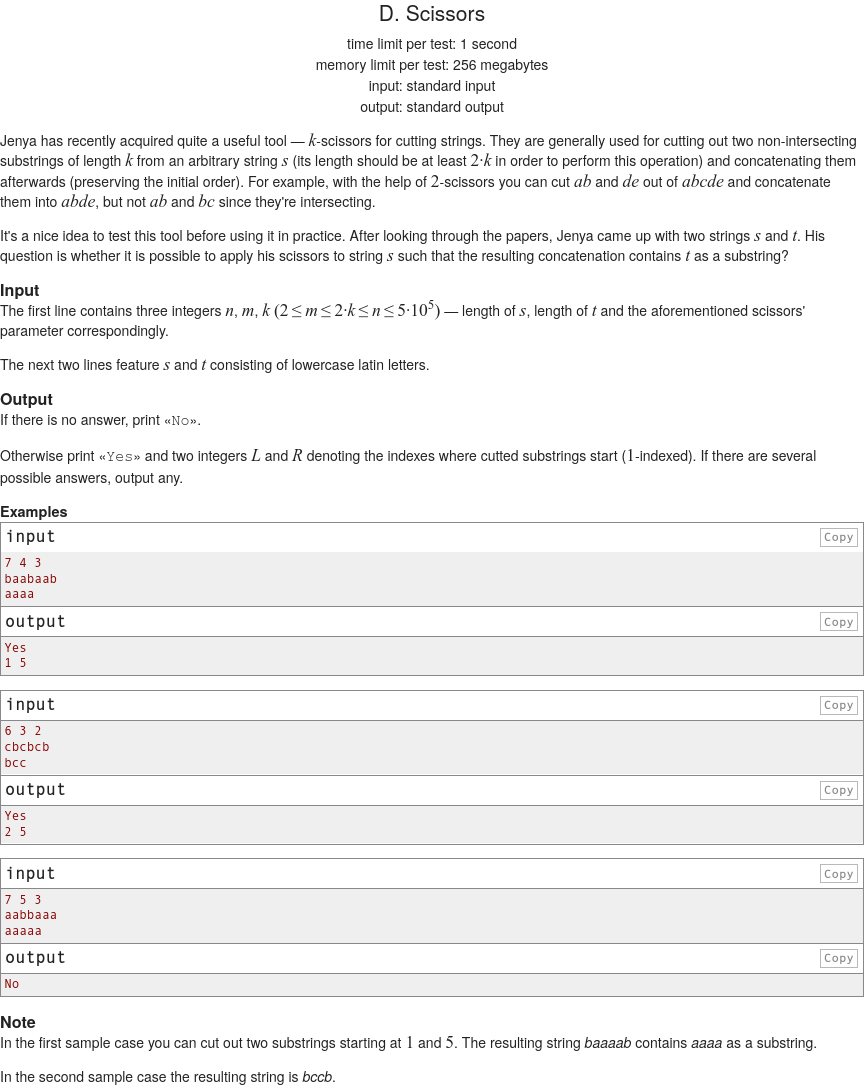 D. Scissors
time limit per test: 1 second
memory limit per test: 256 megabytes
input: standard input
output: standard output
Jenya has recently acquired quite a useful tool — k-scissors for cutting strings. They are generally used for cutting out two non-intersecting
substrings of length k from an arbitrary string s (its length should be at least 2·k in order to perform this operation) and concatenating them
afterwards (preserving the initial order). For example, with the help of 2-scissors you can cut ab and de out of abcde and concatenate
them into abde, but not ab and bc since they're intersecting.
It's a nice idea to test this tool before using it in practice. After looking through the papers, Jenya came up with two strings s and t. His
question is whether it is possible to apply his scissors to string s such that the resulting concatenation contains t as a substring?
Input
The first line contains three integers n, m, k (2 ≤ m ≤ 2·k ≤ n ≤ 5·10⁵) — length of s, length of t and the aforementioned scissors'
parameter correspondingly.
The next two lines feature s and t consisting of lowercase latin letters.
Output
If there is no answer, print «No».
Otherwise print «Yes» and two integers L and R denoting the indexes where cutted substrings start (1-indexed). If there are several
possible answers, output any.
Examples
input Copy
7 4 3
baabaab
aaaa
output Copy
Yes
1 5
input Copy
6 3 2
cbcbcb
bcc
output Copy
Yes
2 5
input Copy
7 5 3
aabbaaa
aaaaa
output Copy
No
Note
In the first sample case you can cut out two substrings starting at 1 and 5. The resulting string baaaab contains aaaa as a substring.
In the second sample case the resulting string is bccb.